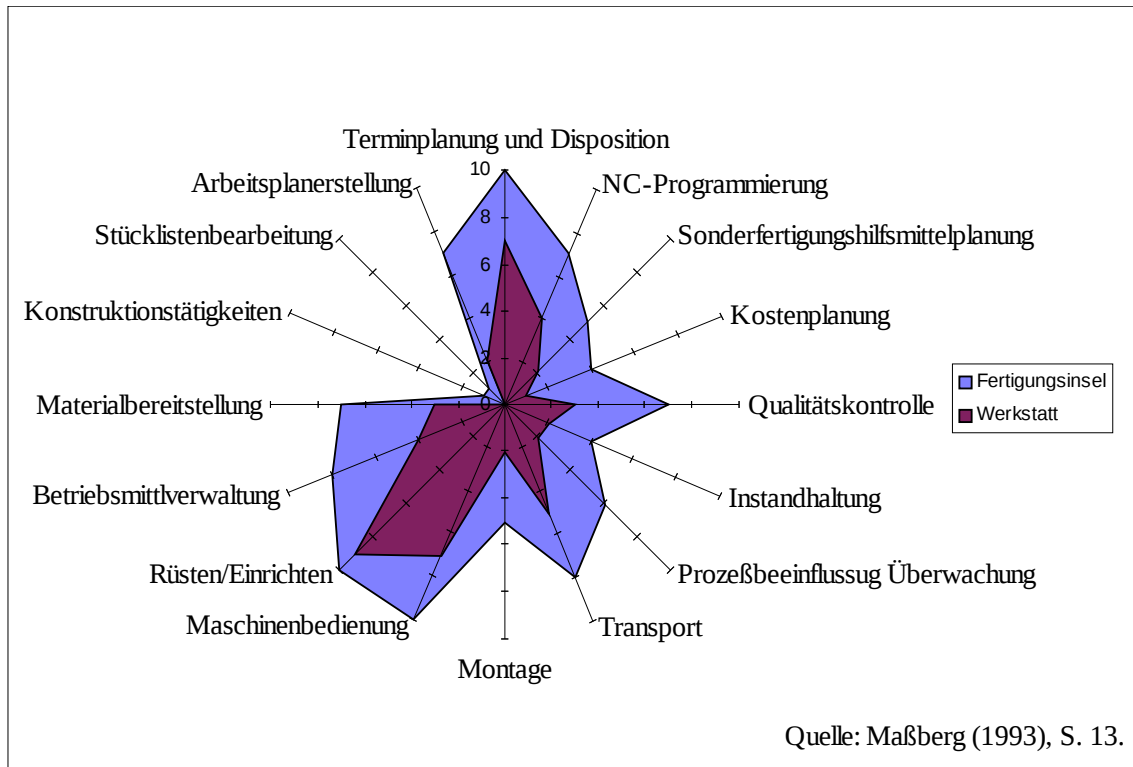 Terminplanung und Disposition
10
Arbeitsplanerstellung
NC-Programmierung
8
Stücklistenbearbeitung
Sonderfertigungshilfsmittelplanung
6
Konstruktionstätigkeiten
4
Kostenplanung
2
Materialbereitstellung
0
Qualitätskontrolle
Fertigungsinsel
Werkstatt
Betriebsmittlverwaltung
Instandhaltung
Rüsten/Einrichten
Prozeßbeeinflussug Überwachung
Maschinenbedienung
Transport
Montage
Quelle: Maßberg (1993), S. 13.